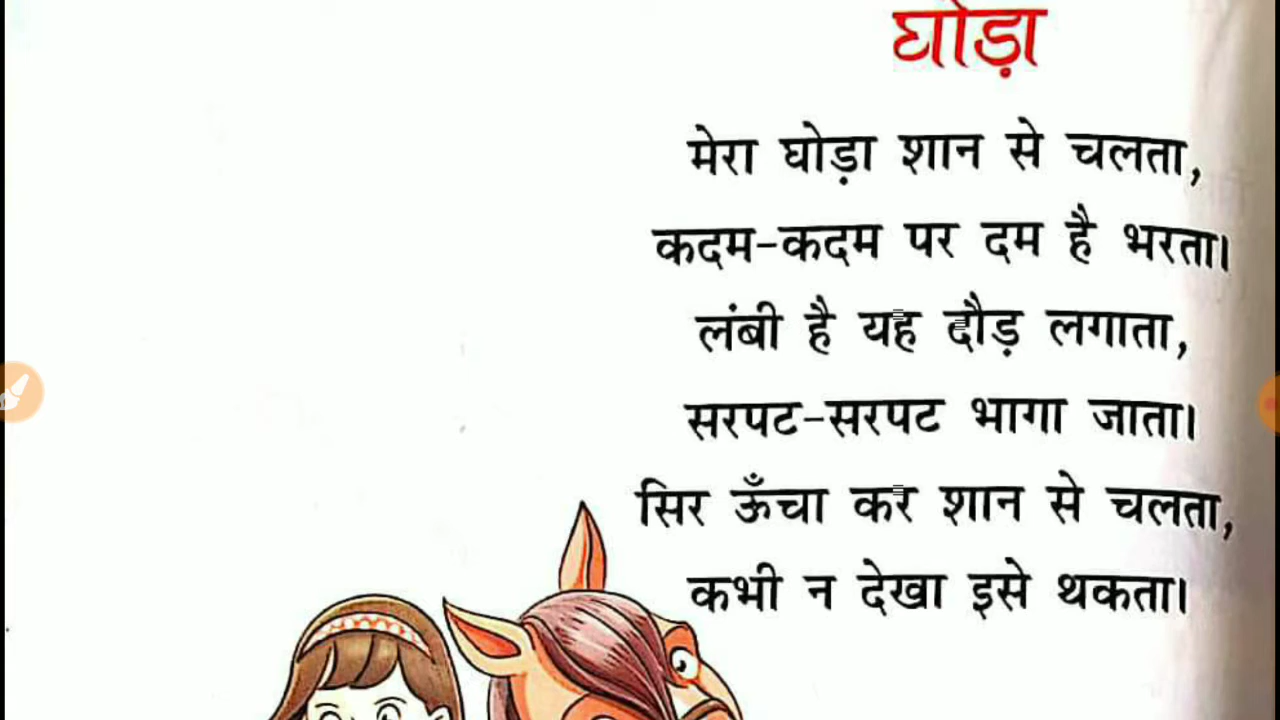 घोड़ा
मेरा घोड़ा शान से चलता,
कदम-कदम पर दम है भरता।
लंबी है यह दौड़ लगाता,
सरपट-सरपट भागा जाता।
सिर ऊँचा कर शान से चलता,
कभी न देखा इसे थकता।